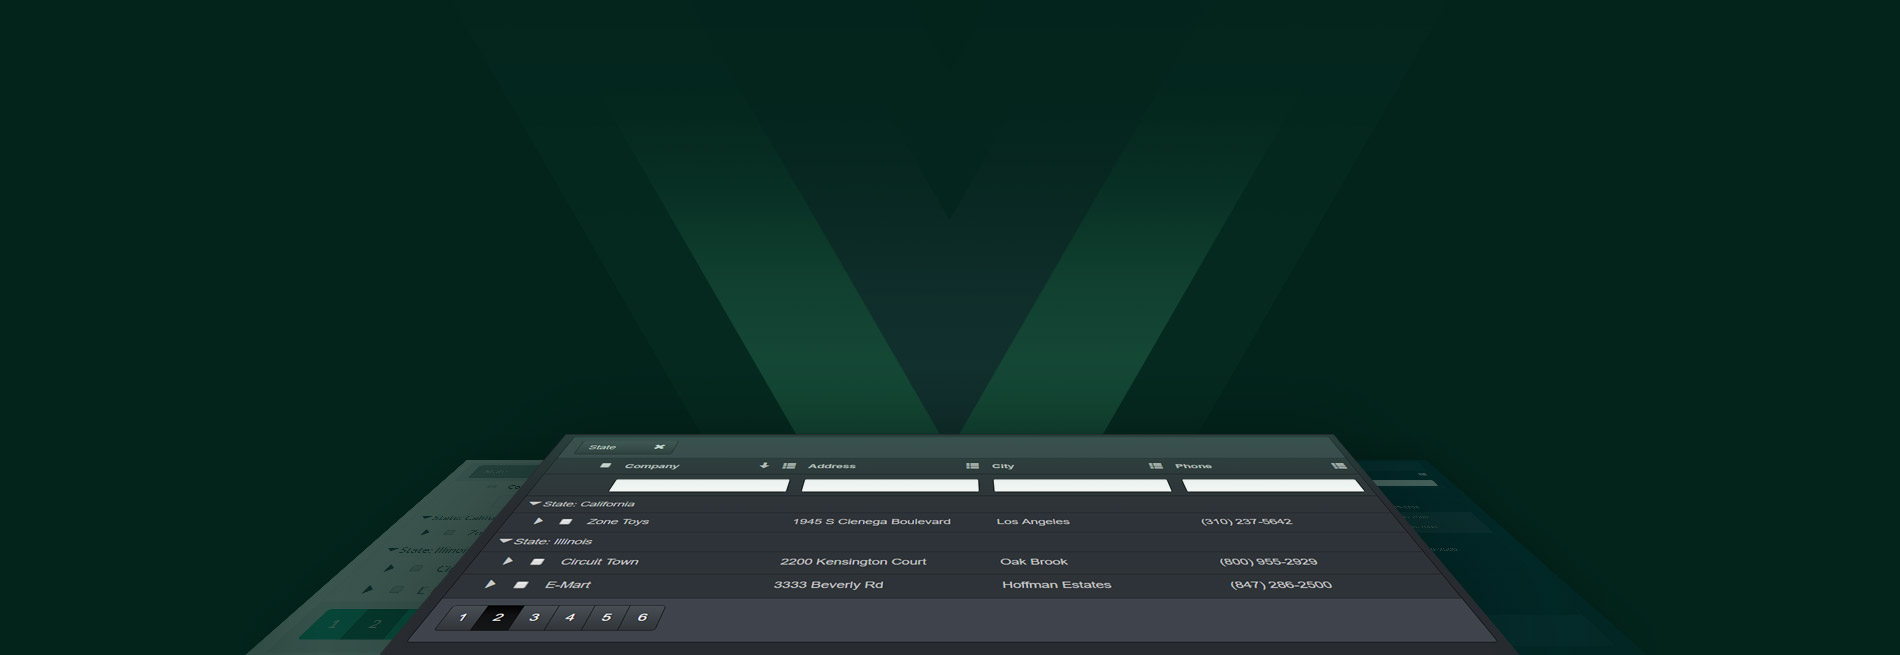 State
Company Address City Phone
State: California
Zone Toys 1945 S Cienega Boulevard Los Angeles (310) 237-5642
State: Illinois
Circuit Town 2200 Kensington Court Oak Brook (800) 955-2929
E-Mart 3333 Beverly Rd Hoffman Estates (847) 286-2500
1 2 3 4 5 6
1 2